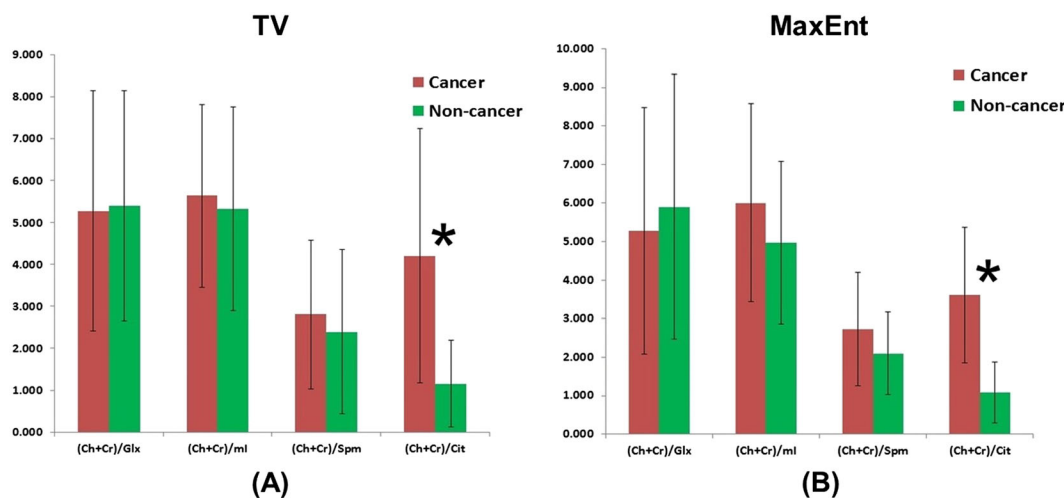 TV
9.000
8.000
7.000
6.000
5.000
4.000
3.000
2.000
1.000
0.000
Cancer
Non-cancer
*
(Ch+Cr)/Glx (Ch+Cr)/mI (Ch+Cr)/Spm (Ch+Cr)/Cit
(A)
MaxEnt
10.000
9.000
8.000
7.000
6.000
5.000
4.000
3.000
2.000
1.000
0.000
Cancer
Non-cancer
*
(Ch+Cr)/Glx (Ch+Cr)/mI (Ch+Cr)/Spm (Ch+Cr)/Cit
(B)